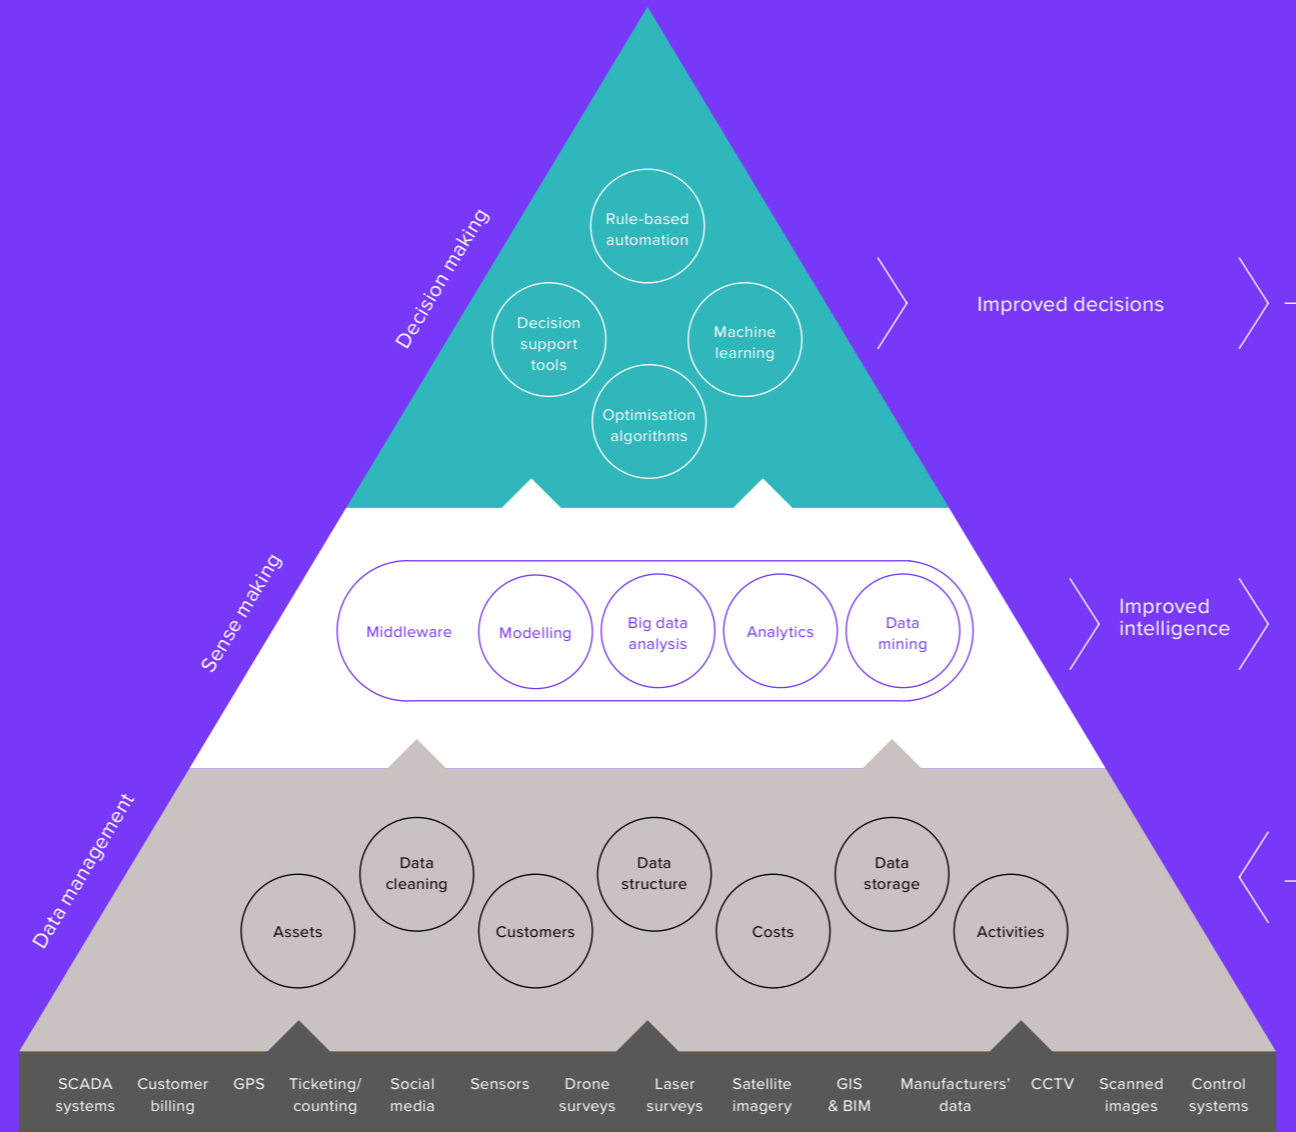 Decision making
Rule-based
automation
Decision
support
tools
Machine
learning
Optimisation
algorithms
Improved decisions
Sense making
Middleware
Modelling
Big data
analysis
Analytics
Data
mining
Improved
intelligence
Data management
Data
cleaning
Data
structure
Data
storage
Assets
Customers
Costs
Activities
SCADA
systems
Customer
billing
GPS
Ticketing/
counting
Social
media
Sensors
Drone
surveys
Laser
surveys
Satellite
imagery
GIS
& BIM
Manufacturers’
data
CCTV
Scanned
images
Control
systems